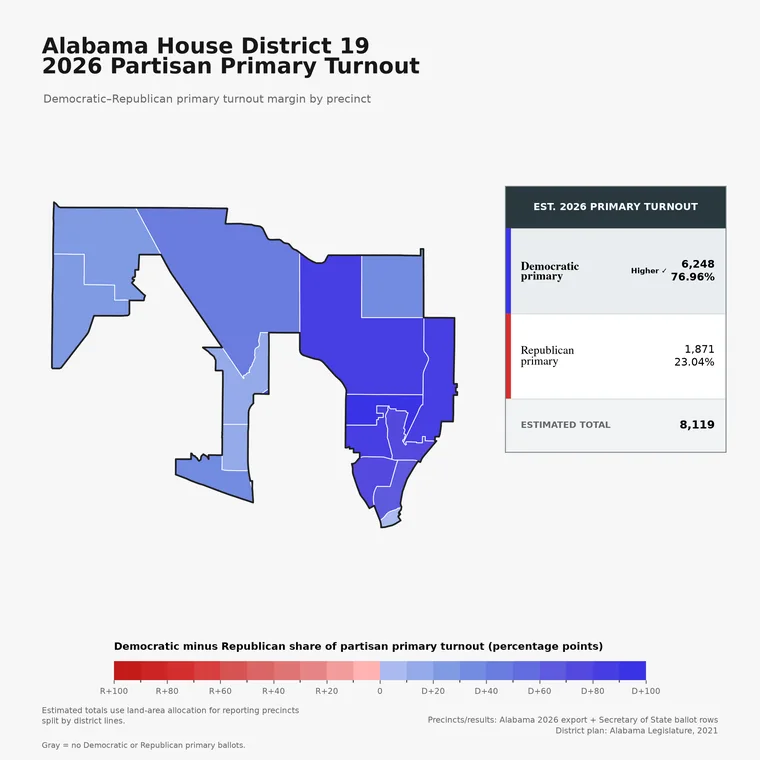 Alabama House District 19
2026 Partisan Primary Turnout
Democratic–Republican primary turnout margin by precinct
EST. 2026 PRIMARY TURNOUT
Democratic
primary
Higher ✓
6,248
76.96%
Republican
primary
1,871
23.04%
ESTIMATED TOTAL
8,119
Democratic minus Republican share of partisan primary turnout (percentage points)
R+100 R+80 R+60 R+40 R+20 0 D+20 D+40 D+60 D+80 D+100
Estimated totals use land-area allocation for reporting precincts
split by district lines.
Gray = no Democratic or Republican primary ballots.
Precincts/results: Alabama 2026 export + Secretary of State ballot rows
District plan: Alabama Legislature, 2021